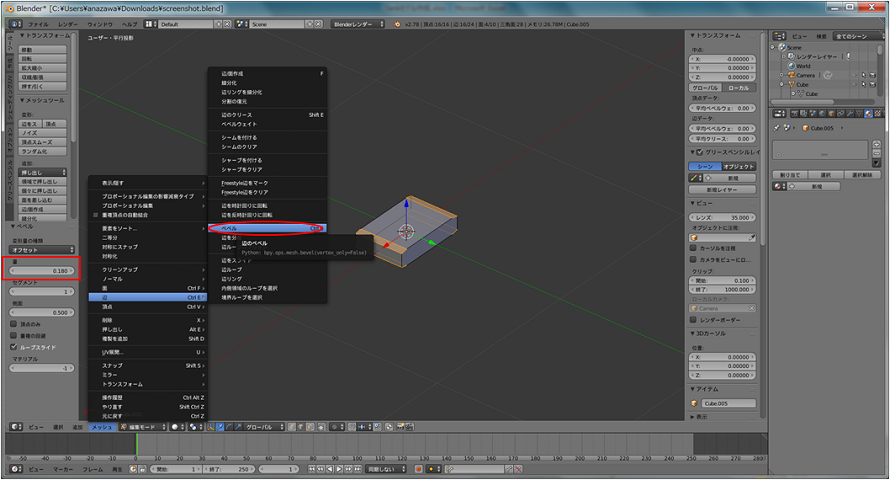 Blender* [C:¥Users¥anazawa¥Downloads¥screenshot.blend]
ファイル レンダー ウィンドウ ヘルプ Default Scene Blenderレンダー v2.78 | 頂点:16/16 | 辺:16/24 | 面:4/10 | 三角面:28 | メモリ:26.78M | Cube.005
トランスフォーム
移動
回転
拡大縮小
収縮/膨張
押す/引く
メッシュツール
変形:
辺をス 頂点
ノイズ
頂点スムーズ
ランダム化
追加:
押し出し
領域で押し出し
個々に押し出し
面を差し込む
辺/面作成
細分化
ベベル
変形量の種類
オフセット
量
0.180
セグメント
1
側面
0.500
頂点のみ
重複の回避
ループスライド
マテリアル
-1
ユーザー・平行投影
表示/隠す
プロポーショナル編集の影響減衰タイプ
プロポーショナル編集
重複頂点の自動結合
要素をソート...
二等分
対称にスナップ
対称化
クリーンアップ
ノーマル
面 Ctrl F
辺 Ctrl E
頂点 Ctrl V
削除 X
押し出し Alt E
複製を追加 Shift D
UV展開... U
スナップ Shift S
ミラー
トランスフォーム
操作履歴 Ctrl Alt Z
やり直す Shift Ctrl Z
元に戻す Ctrl Z
辺/面作成 F
細分化
辺リングを細分化
分割の復元
辺のクリース Shift E
ベベルウェイト
シームを付ける
シームのクリア
シャープを付ける
シャープをクリア
Freestyle辺をマーク
Freestyle辺をクリア
辺を時計回りに回転
辺を反時計回りに回転
ベベル
辺を分
辺ルー
辺のベベル
Python: bpy.ops.mesh.bevel(vertex_only=False)
辺をスライド
辺ループ
辺リング
内側領域のループを選択
境界ループを選択
トランスフォーム
中点:
X: -0.00000
Y: 0.00000
Z: 0.00000
グローバル ローカル
頂点データ:
平均ベベルウェ: 0.00
辺データ:
平均ベベルウェ: 0.00
平均クリース: 0.00
グリースペンシルレイ
シーン オブジェクト
新規
新規レイヤー
ビュー
レンズ: 35.000
オブジェクトに
カーソルを注視
カメラをビューにロ...
クリップ:
開始: 0.100
終了: 1000.000
ローカルカメラ:
Camera
レンダーボーダー
3Dカーソル
位置:
X: 0.00000
Y: 0.00000
Z: 0.00000
アイテム
Cube.005
表示
ビュー 検索 全てのシーン
Scene
レンダーレイヤー
World
Camera
Cube
Cube
Cube.005
割り当て 選択 選択解除
新規
ビュー 選択 追加 メッシュ 編集モード グローバル
-50 -40 -30 -20 -10 0 10 20 30 40 50 60 70 80 90 100 110 120 130 140 150 160 170 180 190 200 210 220 230 240 250 260 270 280
ビュー マーカー フレーム 再生 開始: 1 終了: 250 1 同期しない